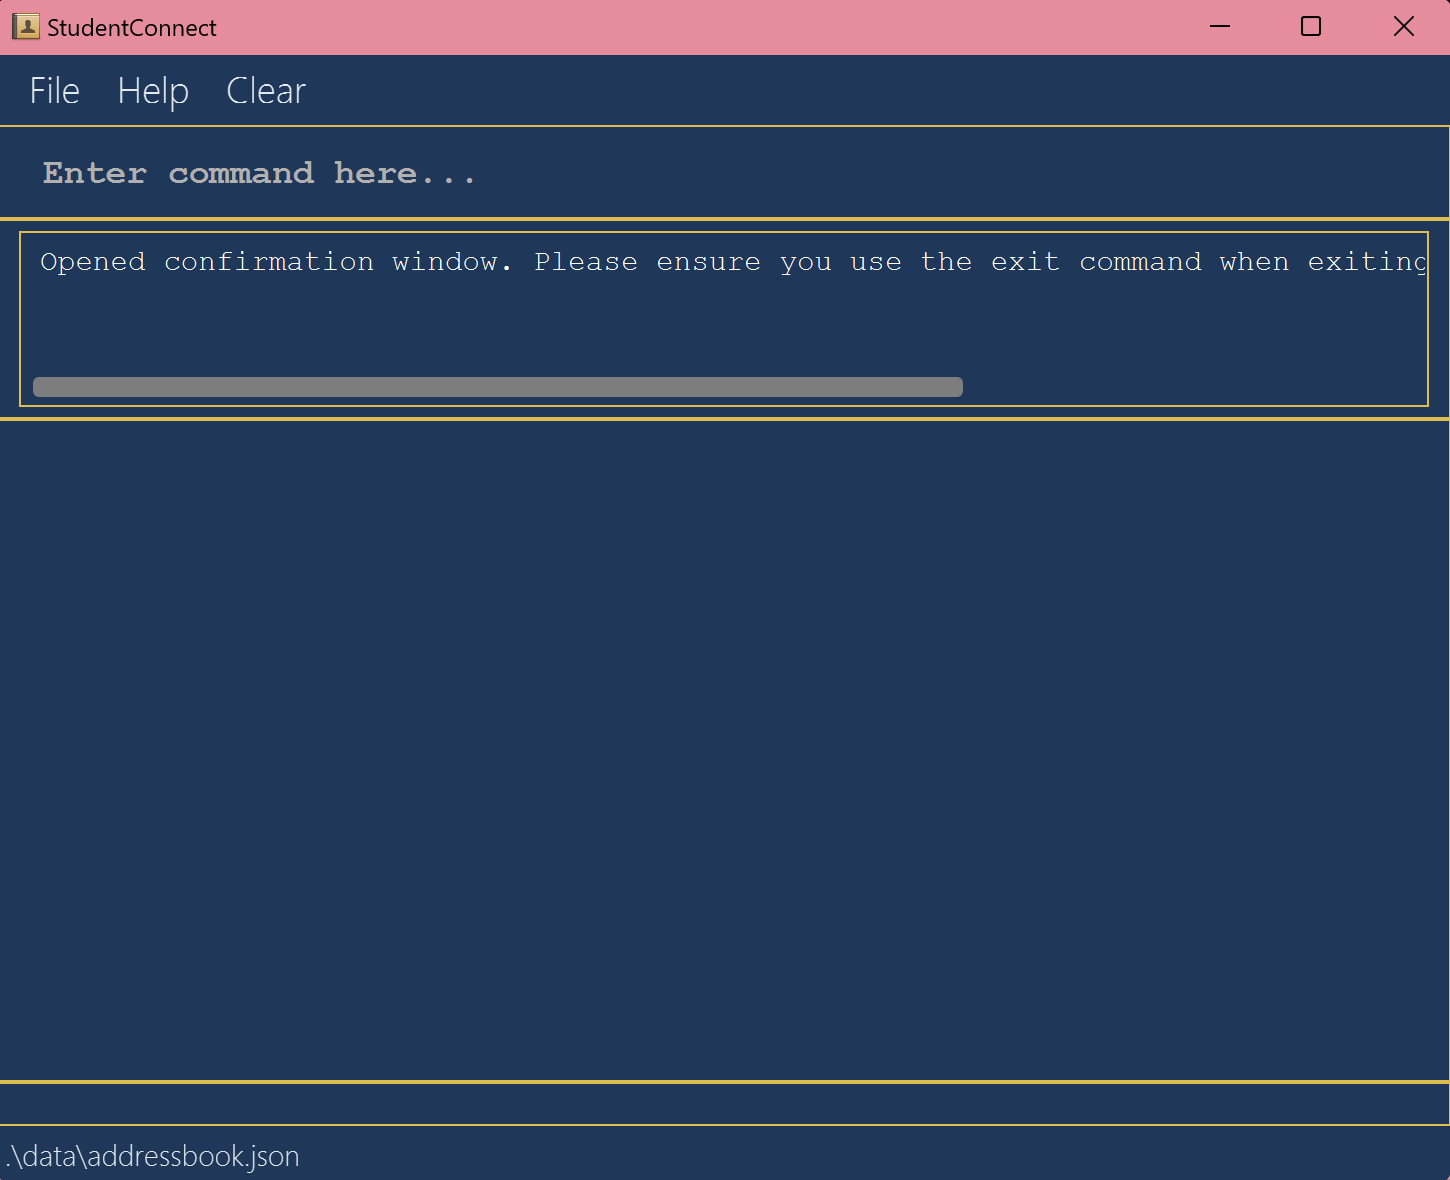 StudentConnect
File Help Clear
Enter command here...
Opened confirmation window. Please ensure you use the exit command when exiting
.\data\addressbook.json